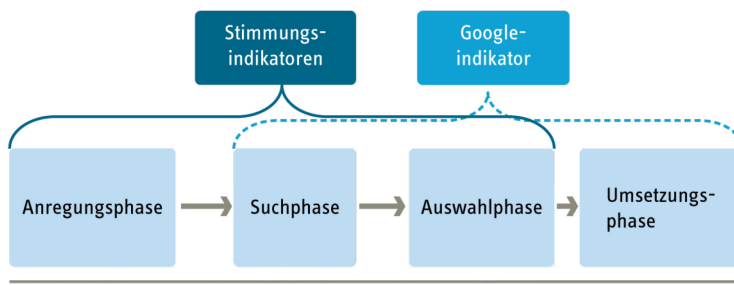 Stimmungs-
indikatoren
Google-
indikator
Anregungsphase
Suchphase
Auswahlphase
Umsetzungs-
phase